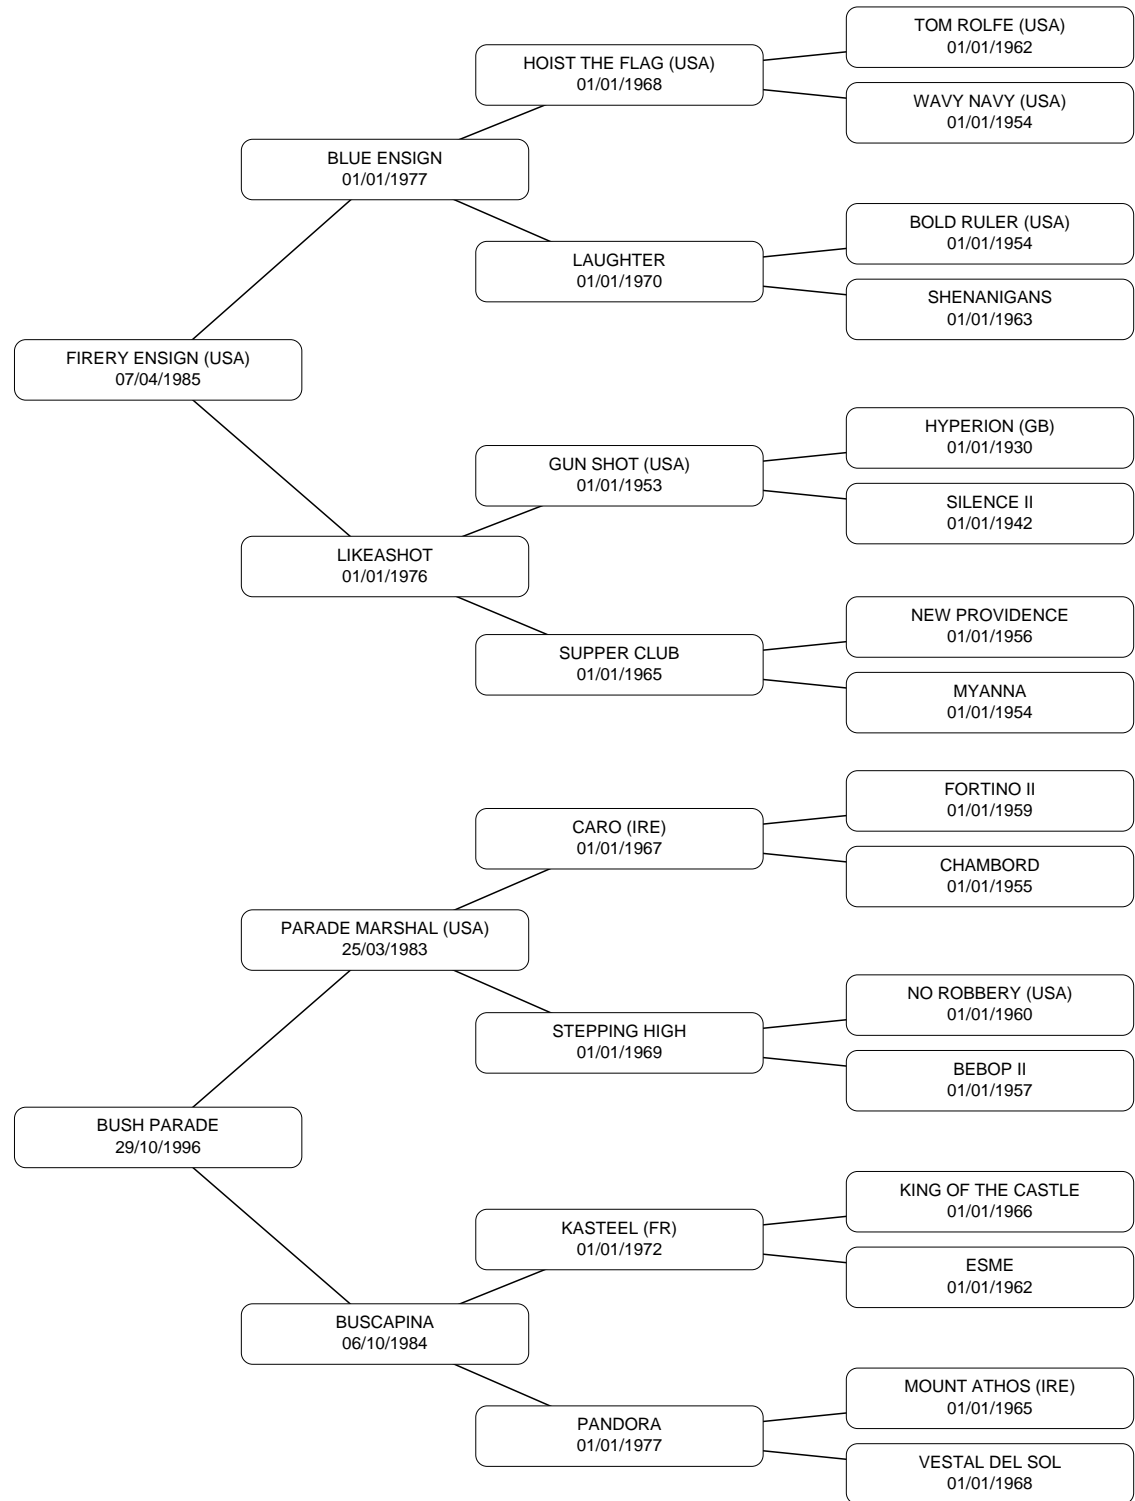 TOM ROLFE (USA)
01/01/1962
HOIST THE FLAG (USA)
01/01/1968
WAVY NAVY (USA)
01/01/1954
BLUE ENSIGN
01/01/1977
BOLD RULER (USA)
01/01/1954
LAUGHTER
01/01/1970
SHENANIGANS
01/01/1963
FIRERY ENSIGN (USA)
07/04/1985
HYPERION (GB)
01/01/1930
GUN SHOT (USA)
01/01/1953
SILENCE II
01/01/1942
LIKEASHOT
01/01/1976
NEW PROVIDENCE
01/01/1956
SUPPER CLUB
01/01/1965
MYANNA
01/01/1954
FORTINO II
01/01/1959
CARO (IRE)
01/01/1967
CHAMBORD
01/01/1955
PARADE MARSHAL (USA)
25/03/1983
NO ROBBERY (USA)
01/01/1960
STEPPING HIGH
01/01/1969
BEBOP II
01/01/1957
BUSH PARADE
29/10/1996
KING OF THE CASTLE
01/01/1966
KASTEEL (FR)
01/01/1972
ESME
01/01/1962
BUSCAPINA
06/10/1984
MOUNT ATHOS (IRE)
01/01/1965
PANDORA
01/01/1977
VESTAL DEL SOL
01/01/1968